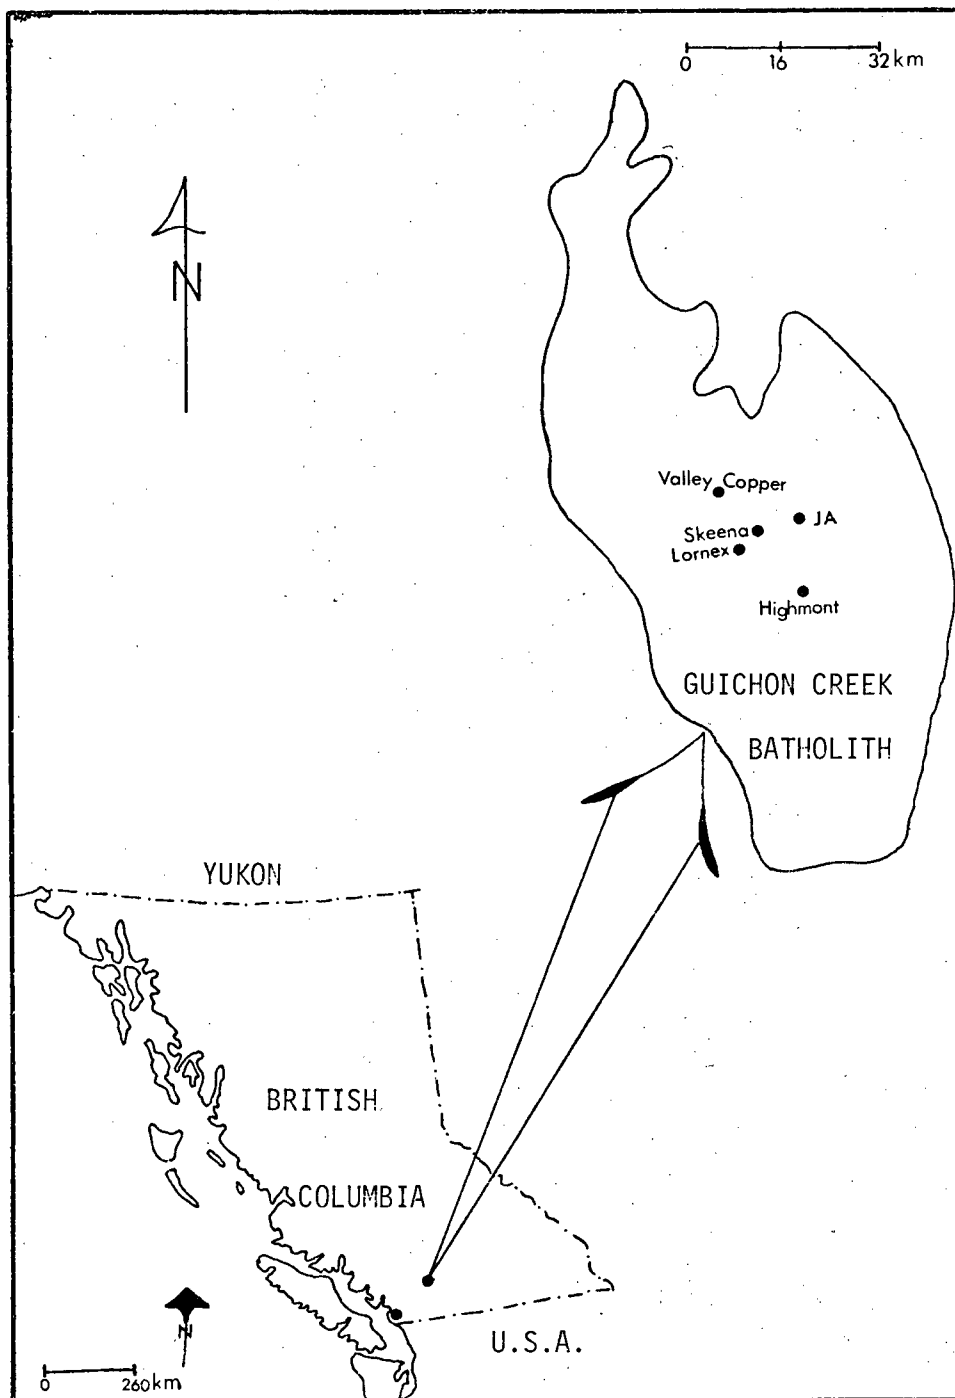 0 16 32km
N
Valley Copper
JA
Skeena
Lornex
Highmont
GUICHON CREEK
BATHOLITH
YUKON
BRITISH
COLUMBIA
N
U.S.A.
0 260km